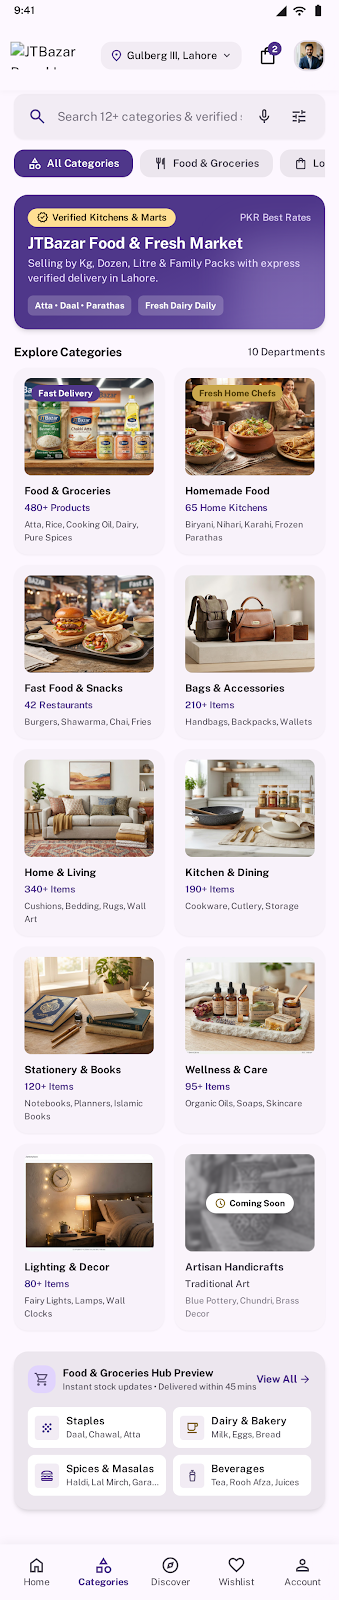 9:41
JTBazar
Gulberg III, Lahore
2
Search 12+ categories & verified s
All Categories
Food & Groceries
Lo
Verified Kitchens & Marts
PKR Best Rates
JTBazar Food & Fresh Market
Selling by Kg, Dozen, Litre & Family Packs with express
verified delivery in Lahore.
Atta • Daal • Parathas
Fresh Dairy Daily
Explore Categories
10 Departments
Fast Delivery
Fresh Home Chefs
Food & Groceries
480+ Products
Atta, Rice, Cooking Oil, Dairy,
Pure Spices
Homemade Food
65 Home Kitchens
Biryani, Nihari, Karahi, Frozen
Parathas
Fast Food & Snacks
42 Restaurants
Burgers, Shawarma, Chai, Fries
Bags & Accessories
210+ Items
Handbags, Backpacks, Wallets
Home & Living
340+ Items
Cushions, Bedding, Rugs, Wall
Art
Kitchen & Dining
190+ Items
Cookware, Cutlery, Storage
Stationery & Books
120+ Items
Notebooks, Planners, Islamic
Books
Wellness & Care
95+ Items
Organic Oils, Soaps, Skincare
Lighting & Decor
80+ Items
Fairy Lights, Lamps, Wall
Clocks
Coming Soon
Artisan Handicrafts
Traditional Art
Blue Pottery, Chundri, Brass
Decor
Food & Groceries Hub Preview
Instant stock updates • Delivered within 45 mins
View All →
Staples
Daal, Chawal, Atta
Dairy & Bakery
Milk, Eggs, Bread
Spices & Masalas
Haldi, Lal Mirch, Gara...
Beverages
Tea, Rooh Afza, Juices
Home
Categories
Discover
Wishlist
Account